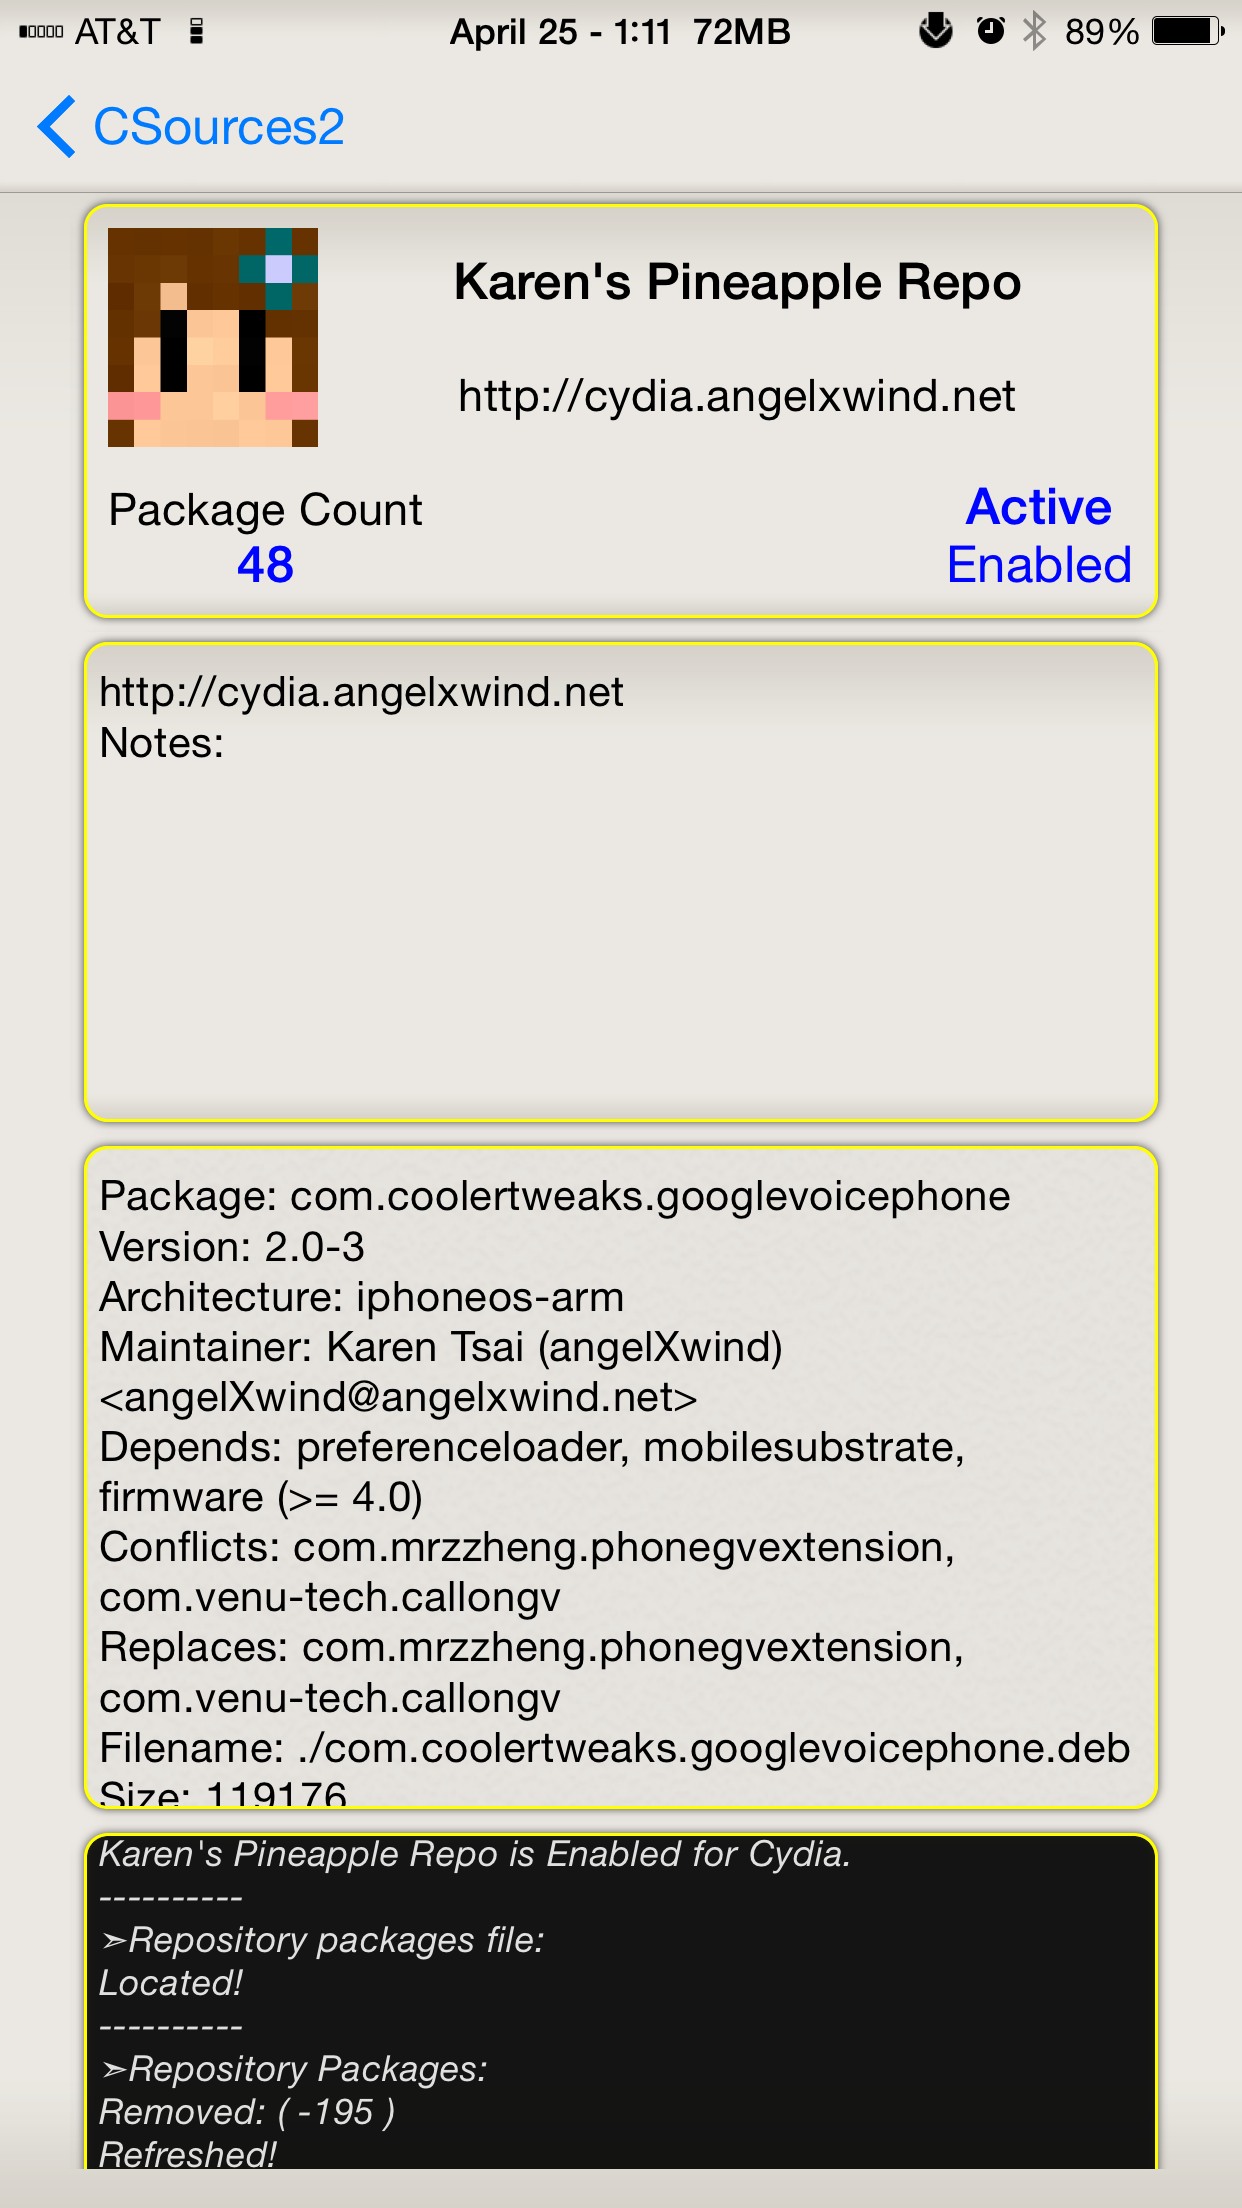 AT&T
April 25 - 1:11 72MB
89%
CSources2
Karen's Pineapple Repo
http://cydia.angelxwind.net
Package Count
48
Active
Enabled
http://cydia.angelxwind.net
Notes:
Package: com.coolertweaks.googlevoicephone
Version: 2.0-3
Architecture: iphoneos-arm
Maintainer: Karen Tsai (angelXwind)
<angelXwind@angelxwind.net>
Depends: preferenceloader, mobilesubstrate,
firmware (>= 4.0)
Conflicts: com.mrzzheng.phonegvextension,
com.venu-tech.callongv
Replaces: com.mrzzheng.phonegvextension,
com.venu-tech.callongv
Filename: ./com.coolertweaks.googlevoicephone.deb
Size: 119176
Karen's Pineapple Repo is Enabled for Cydia.
----------
➣Repository packages file:
Located!
----------
➣Repository Packages:
Removed: ( -195 )
Refreshed!